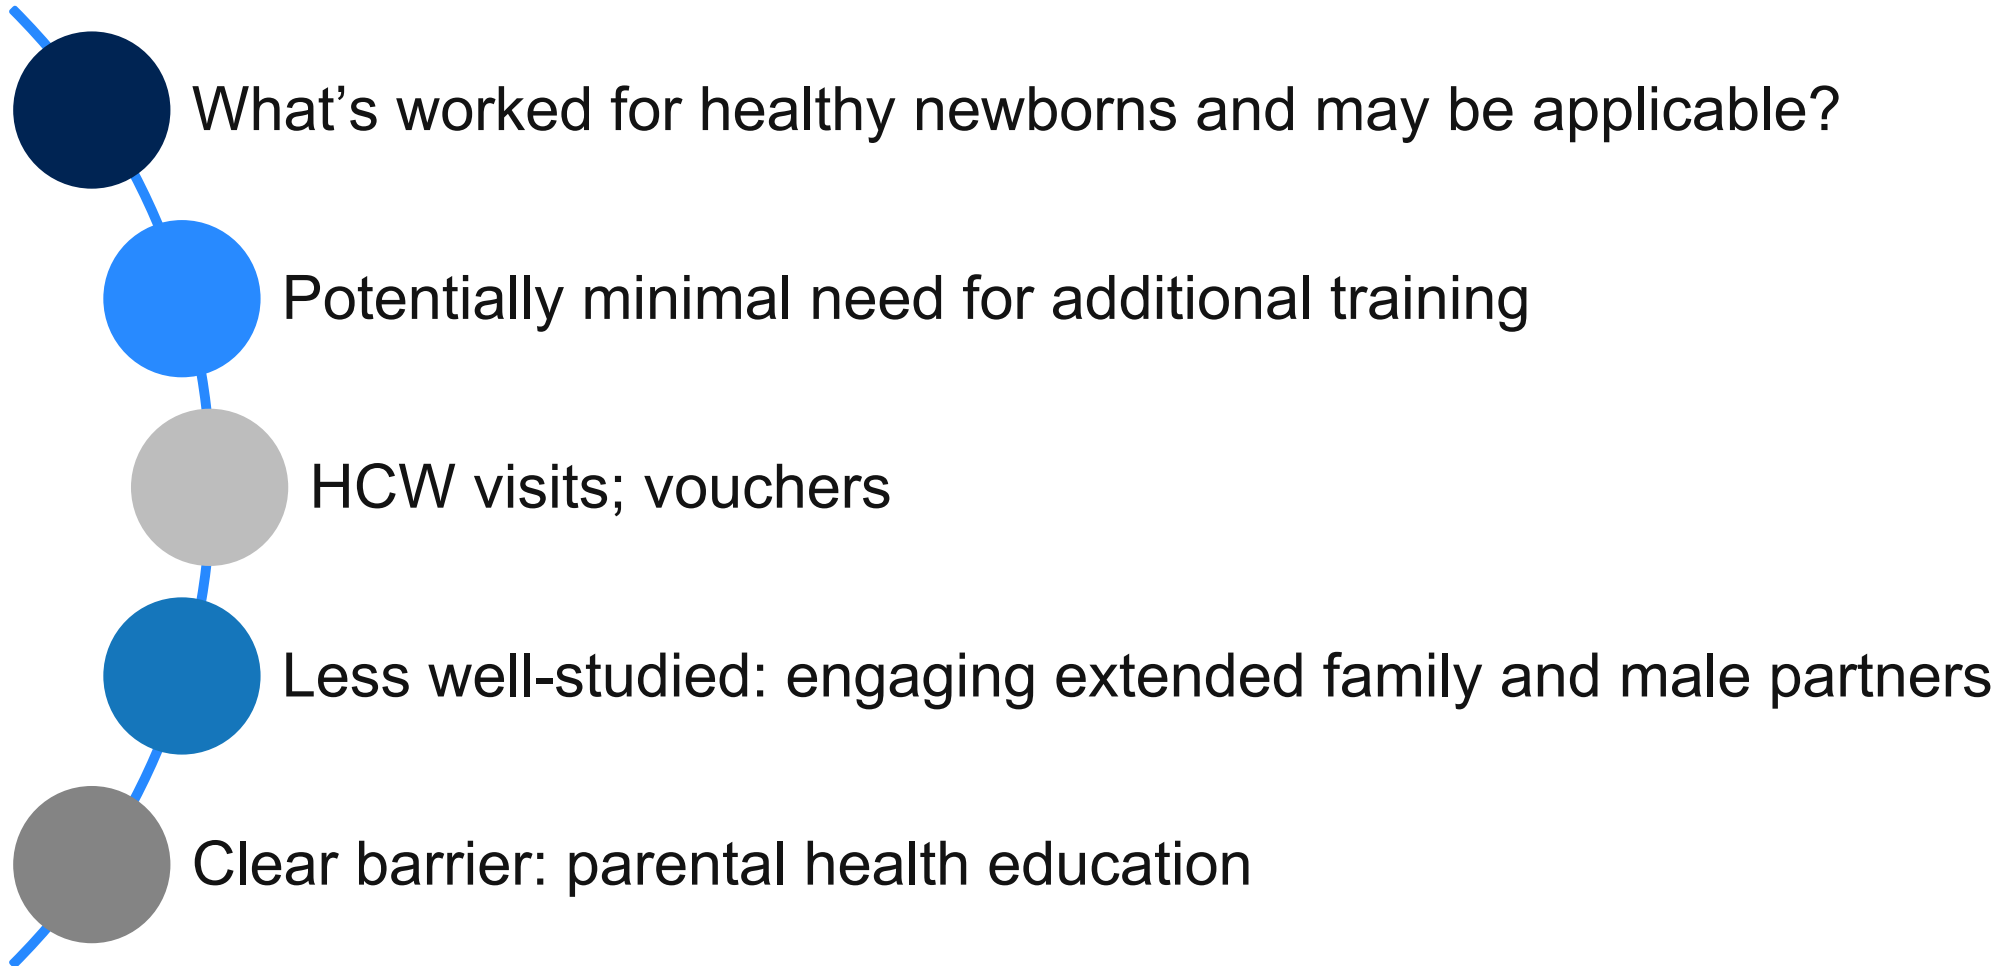 What’s worked for healthy newborns and may be applicable?
Potentially minimal need for additional training
HCW visits; vouchers
Less well-studied: engaging extended family and male partners
Clear barrier: parental health education